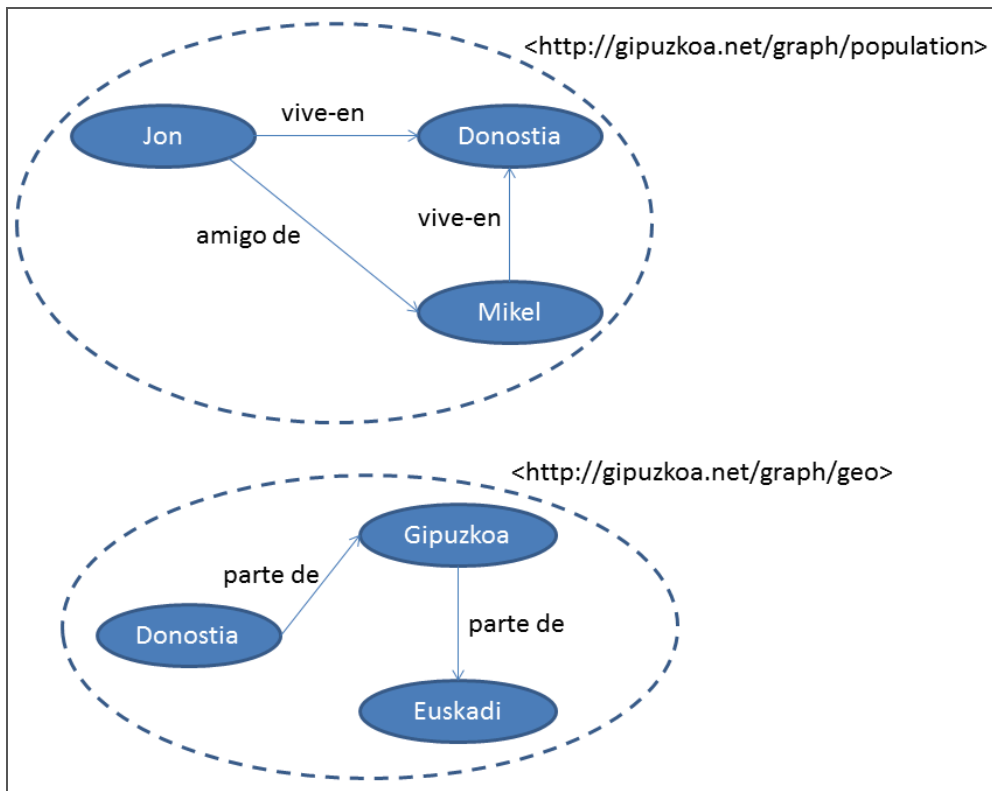 <http://gipuzkoa.net/graph/population>
vive-en
Jon
Donostia
amigo de
vive-en
Mikel
<http://gipuzkoa.net/graph/geo>
Gipuzkoa
parte de
Donostia
parte de
Euskadi